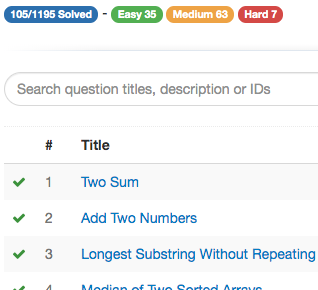 105/1195 Solved - Easy 35 Medium 63 Hard 7
Search question titles, description or IDs
# Title
1 Two Sum
2 Add Two Numbers
3 Longest Substring Without Repeating
4 Median of Two Sorted Arrays